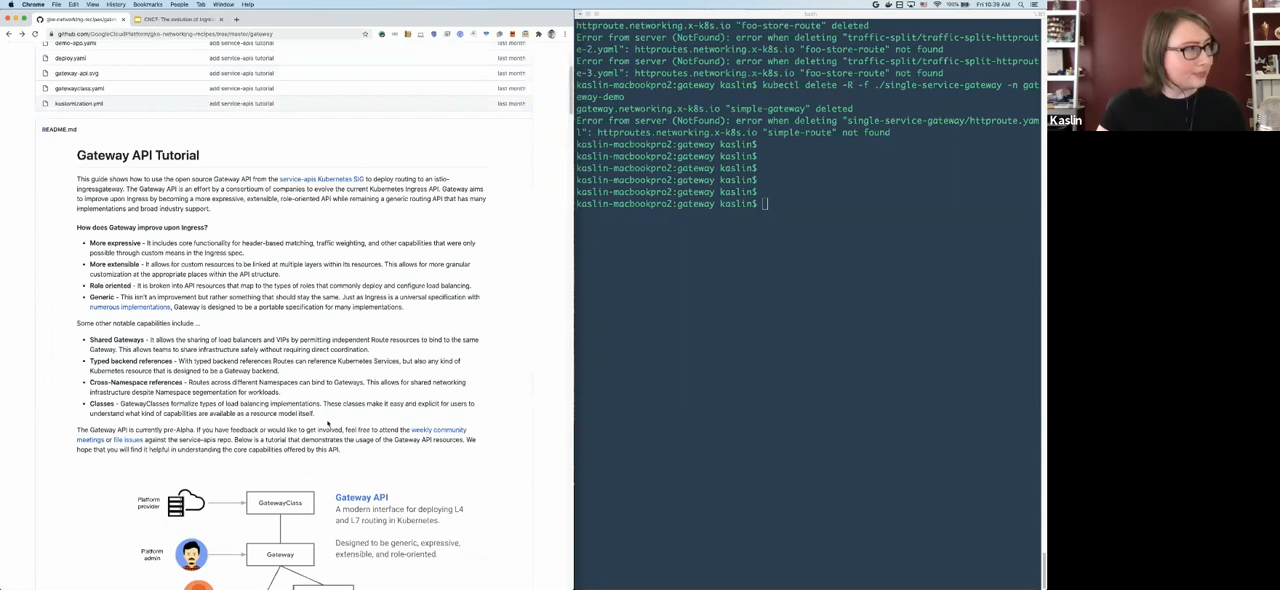 Chrome File Edit View History Bookmarks People Tab Window Help
100% Fri 10:39 AM
gke-networking-recipes/gatew
CNCF: The evolution of Ingres
bash
github.com/GoogleCloudPlatform/gke-networking-recipes/tree/master/gateway
demo-app.yaml add service-apis tutorial last month
deploy.yaml add service-apis tutorial last month
gateway-api.svg add service-apis tutorial last month
gatewayclass.yaml add service-apis tutorial last month
kustomization.yml add service-apis tutorial last month
README.md
Gateway API Tutorial
This guide shows how to use the open source Gateway API from the service-apis Kubernetes SIG to deploy routing to an istio-
ingressgateway. The Gateway API is an effort by a consortium of companies to evolve the current Kubernetes Ingress API. Gateway aims
to improve upon Ingress by becoming a more expressive, extensible, role-oriented API while remaining a generic routing API that has many
implementations and broad industry support.
How does Gateway improve upon Ingress?
More expressive - It includes core functionality for header-based matching, traffic weighting, and other capabilities that were only
possible through custom means in the Ingress spec.
More extensible - It allows for custom resources to be linked at multiple layers within its resources. This allows for more granular
customization at the appropriate places within the API structure.
Role oriented - It is broken into API resources that map to the types of roles that commonly deploy and configure load balancing.
Generic - This isn't an improvement but rather something that should stay the same. Just as Ingress is a universal specification with
numerous implementations, Gateway is designed to be a portable specification for many implementations.
Some other notable capabilities include ...
Shared Gateways - It allows the sharing of load balancers and VIPs by permitting independent Route resources to bind to the same
Gateway. This allows teams to share infrastructure safely without requiring direct coordination.
Typed backend references - With typed backend references Routes can reference Kubernetes Services, but also any kind of
Kubernetes resource that is designed to be a Gateway backend.
Cross-Namespace references - Routes across different Namespaces can bind to Gateways. This allows for shared networking
infrastructure despite Namespace segementation for workloads.
Classes - GatewayClasses formalize types of load balancing implementations. These classes make it easy and explicit for users to
understand what kind of capabilities are available as a resource model itself.
The Gateway API is currently pre-Alpha. If you have feedback or would like to get involved, feel free to attend the weekly community
meetings or file issues against the service-apis repo. Below is a tutorial that demonstrates the usage of the Gateway API resources. We
hope that you will find it helpful in understanding the core capabilities offered by this API.
Platform
provider
GatewayClass
Gateway API
A modern interface for deploying L4
and L7 routing in Kubernetes.
Designed to be generic, expressive,
extensible, and role-oriented.
Platform
admin
Gateway
httproute.networking.x-k8s.io "foo-store-route" deleted
Error from server (NotFound): error when deleting "traffic-split/traffic-split-httprout
e-2.yaml": httproutes.networking.x-k8s.io "foo-store-route" not found
Error from server (NotFound): error when deleting "traffic-split/traffic-split-httprout
e-3.yaml": httproutes.networking.x-k8s.io "foo-store-route" not found
kaslin-macbookpro2:gateway kaslin$ kubectl delete -R -f ./single-service-gateway -n gat
eway-demo
gateway.networking.x-k8s.io "simple-gateway" deleted
Error from server (NotFound): error when deleting "single-service-gateway/httproute.yam
l": httproutes.networking.x-k8s.io "simple-route" not found
kaslin-macbookpro2:gateway kaslin$
kaslin-macbookpro2:gateway kaslin$
kaslin-macbookpro2:gateway kaslin$
kaslin-macbookpro2:gateway kaslin$
kaslin-macbookpro2:gateway kaslin$
kaslin-macbookpro2:gateway kaslin$
Kaslin